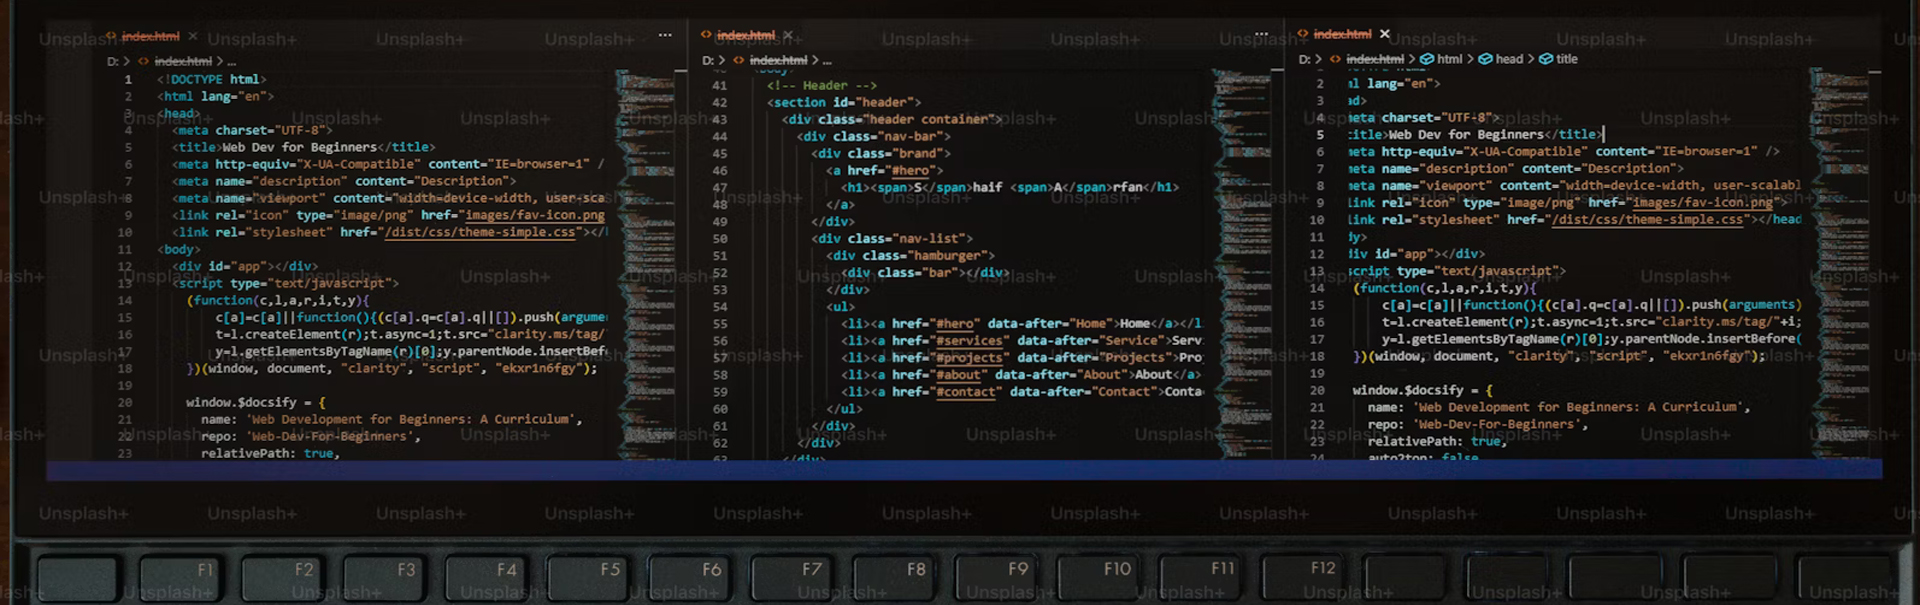 index.html
D: > index.html > ...
1 <!DOCTYPE html>
2 <html lang="en">
3 <head>
4 <meta charset="UTF-8">
5 <title>Web Dev for Beginners</title>
6 <meta http-equiv="X-UA-Compatible" content="IE=browser=1" /
7 <meta name="description" content="Description">
8 <meta name="viewport" content="width=device-width, user-sca
9 <link rel="icon" type="image/png" href="images/fav-icon.png
10 <link rel="stylesheet" href="/dist/css/theme-simple.css"></
11 <body>
12 <div id="app"></div>
13 <script type="text/javascript">
14 (function(c,l,a,r,i,t,y){
15 c[a]=c[a]||function(){(c[a].q=c[a].q||[]).push(argume
16 t=l.createElement(r);t.async=1;t.src="clarity.ms/tag/
17 y=l.getElementsByTagName(r)[0];y.parentNode.insertBef
18 })(window, document, "clarity", "script", "ekxr1n6fgy");
19
20 window.$docsify = {
21 name: 'Web Development for Beginners: A Curriculum',
22 repo: 'Web-Dev-For-Beginners',
23 relativePath: true,
index.html
D: > index.html > ...
41 <!-- Header -->
42 <section id="header">
43 <div class="header container">
44 <div class="nav-bar">
45 <div class="brand">
46 <a href="#hero">
47 <h1><span>S</span>haif <span>A</span>rfan</h1>
48 </a>
49 </div>
50 <div class="nav-list">
51 <div class="hamburger">
52 <div class="bar"></div>
53 </div>
54 <ul>
55 <li><a href="#hero" data-after="Home">Home</a></l
56 <li><a href="#services" data-after="Service">Serv
57 <li><a href="#projects" data-after="Projects">Pro
58 <li><a href="#about" data-after="About">About</a>
59 <li><a href="#contact" data-after="Contact">Conta
60 </ul>
61 </div>
62 </div>
63 </div>
index.html
D: > index.html > html > head > title
2 ml lang="en">
3 ad>
4 meta charset="UTF-8">
5 title>Web Dev for Beginners</title>
6 meta http-equiv="X-UA-Compatible" content="IE=browser=1" />
7 meta name="description" content="Description">
8 meta name="viewport" content="width=device-width, user-scalabl
9 link rel="icon" type="image/png" href="images/fav-icon.png">
10 link rel="stylesheet" href="/dist/css/theme-simple.css"></head
11 dy>
12 div id="app"></div>
13 script type="text/javascript">
14 (function(c,l,a,r,i,t,y){
15 c[a]=c[a]||function(){(c[a].q=c[a].q||[]).push(arguments)
16 t=l.createElement(r);t.async=1;t.src="clarity.ms/tag/"+i;
17 y=l.getElementsByTagName(r)[0];y.parentNode.insertBefore(
18 })(window, document, "clarity", "script", "ekxr1n6fgy");
19
20 window.$docsify = {
21 name: 'Web Development for Beginners: A Curriculum',
22 repo: 'Web-Dev-For-Beginners',
23 relativePath: true,
24 auto2top: false,
Unsplash+
F1 F2 F3 F4 F5 F6 F7 F8 F9 F10 F11 F12